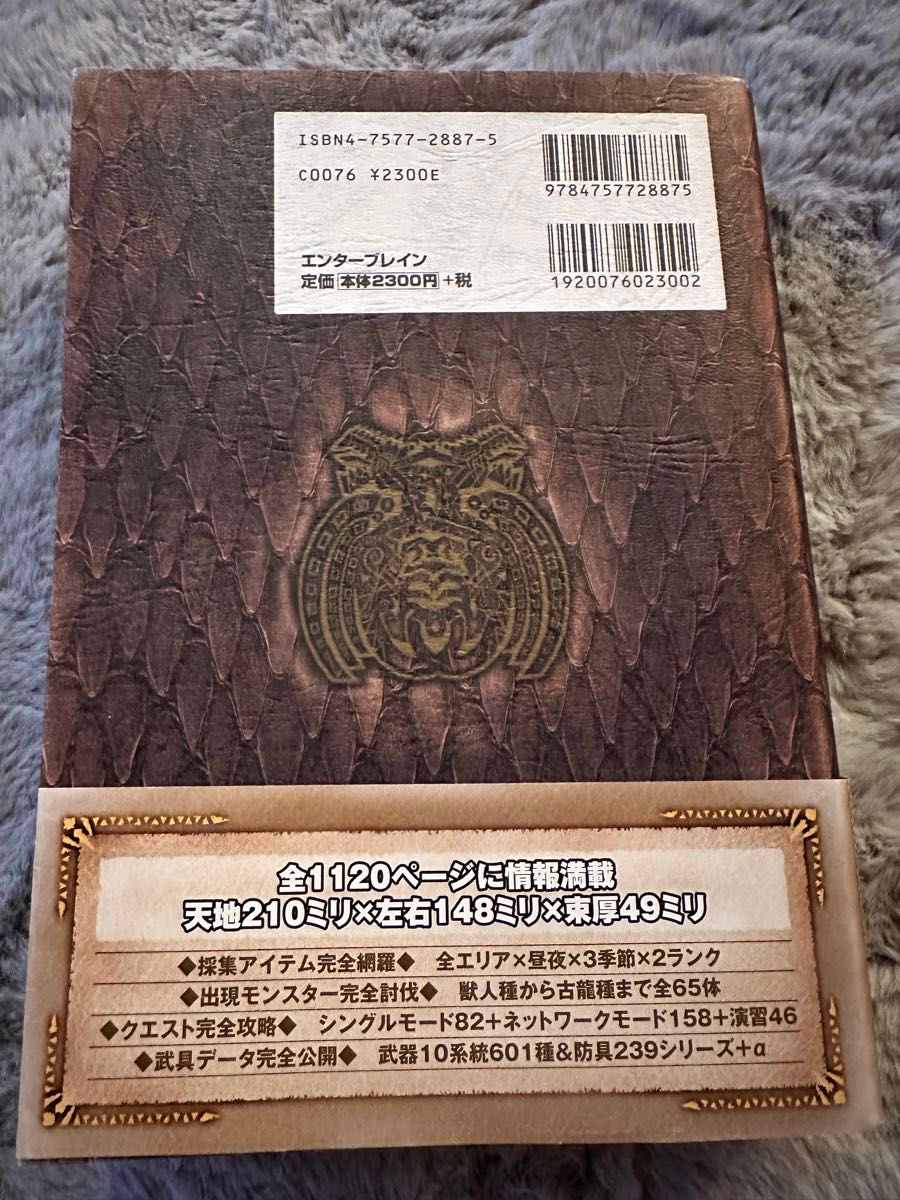 ISBN4-7577-2887-5
C0076 ¥2300E
9784757728875
エンターブレイン
定価 本体2300円 +税
1920076023002
全1120ページに情報満載
天地210ミリ×左右148ミリ×束厚49ミリ
◆採集アイテム完全網羅◆ 全エリア×昼夜×3季節×2ランク
◆出現モンスター完全討伐◆ 獣人種から古龍種まで全65体
◆クエスト完全攻略◆ シングルモード82+ネットワークモード158+演習46
◆武具データ完全公開◆ 武器10系統601種&防具239シリーズ+α